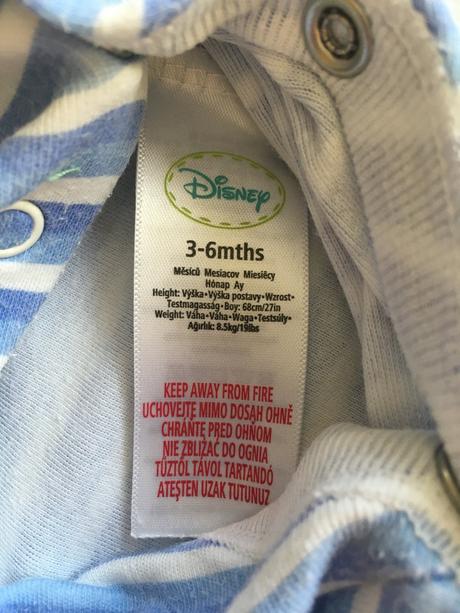 Disney
3-6mths
Měsíců Mesiacov Miesięcy
Hónap Ay
Height: Výška•Výška postavy•Wzrost•
Testmagasság•Boy: 68cm/27in
Weight: Váha•Váha•Waga•Testsúly•
Ağırlık: 8.5kg/19lbs
KEEP AWAY FROM FIRE
UCHOVEJTE MIMO DOSAH OHNĚ
CHRÁŇTE PRED OHŇOM
NIE ZBLIŻAĆ DO OGNIA
TŰZTŐL TÁVOL TARTANDÓ
ATEŞTEN UZAK TUTUNUZ